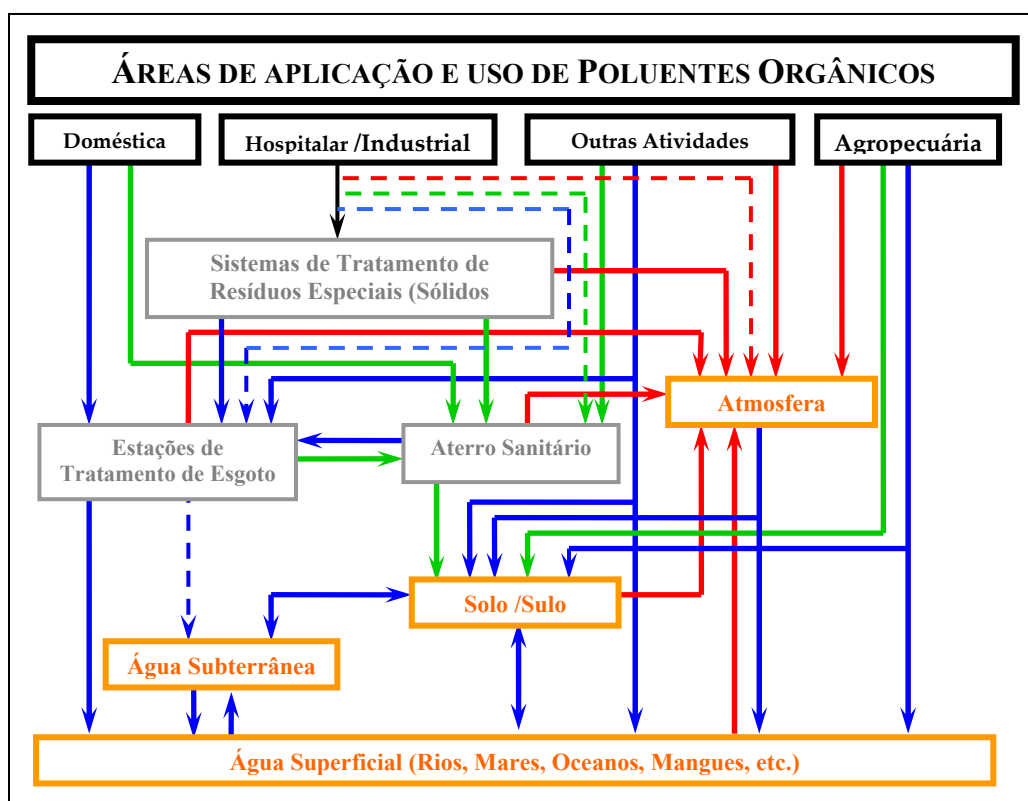 ÁREAS DE APLICAÇÃO E USO DE POLUENTES ORGÂNICOS
Doméstica
Hospitalar /Industrial
Outras Atividades
Agropecuária
Sistemas de Tratamento de
Resíduos Especiais (Sólidos
Atmosfera
Estações de
Tratamento de Esgoto
Aterro Sanitário
Solo /Sulo
Água Subterrânea
Água Superficial (Rios, Mares, Oceanos, Mangues, etc.)